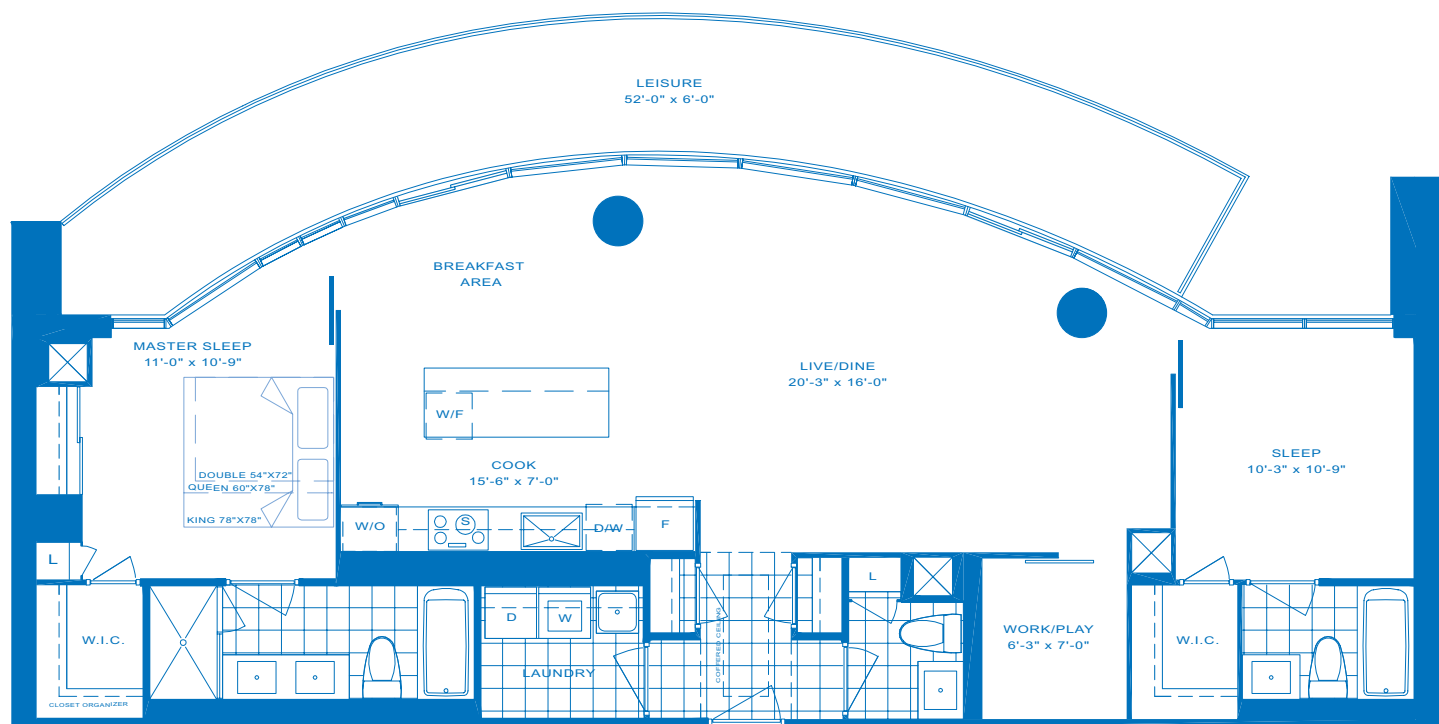 LEISURE
52'-0" x 6'-0"
BREAKFAST
AREA
MASTER SLEEP
11'-0" x 10'-9"
LIVE/DINE
20'-3" x 16'-0"
W/F
SLEEP
10'-3" x 10'-9"
COOK
15'-6" x 7'-0"
DOUBLE 54"X72"
QUEEN 60"X78"
KING 78"X78"
W/O
S
D/W
F
L
L
D
W
COFFERED CEILING
WORK/PLAY
6'-3" x 7'-0"
W.I.C.
W.I.C.
LAUNDRY
CLOSET ORGANIZER